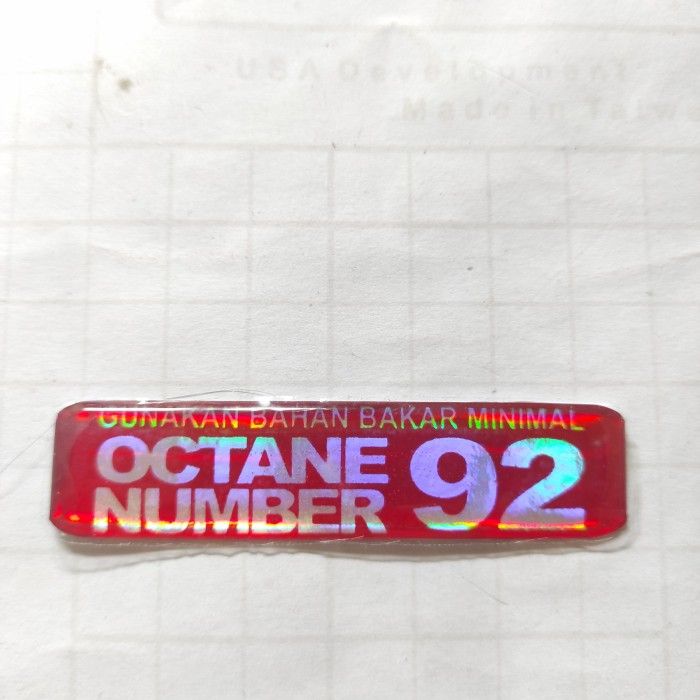 USA Development
Made in Taiwan
GUNAKAN BAHAN BAKAR MINIMAL
OCTANE
NUMBER
92